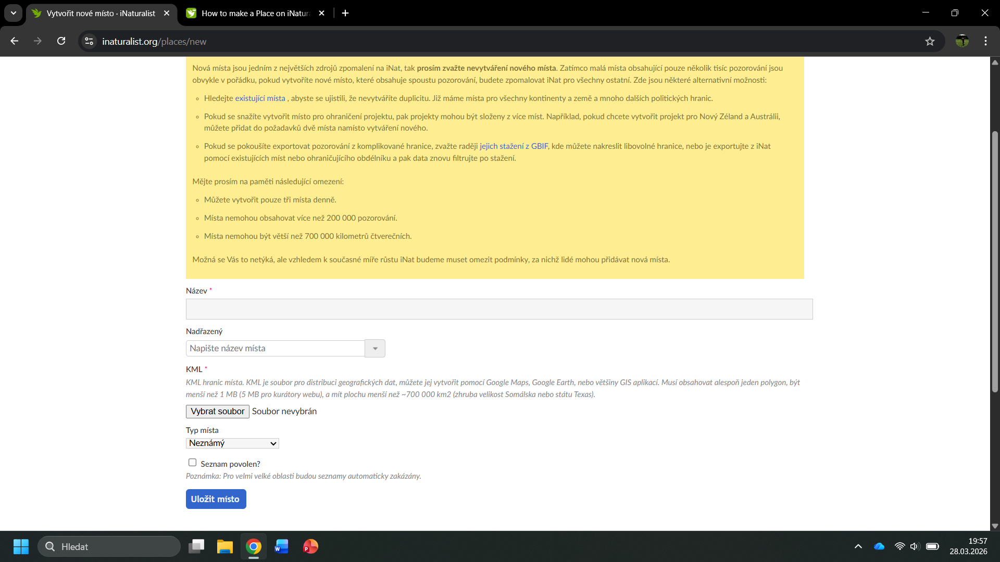 Vytvořit nové místo · iNaturalist
How to make a Place on iNatura
inaturalist.org/places/new
Nová místa jsou jedním z největších zdrojů zpomalení na iNat, tak prosím zvažte nevytváření nového místa. Zatímco malá místa obsahující pouze několik tisíc pozorování jsou
obvykle v pořádku, pokud vytvoříte nové místo, které obsahuje spoustu pozorování, budete zpomalovat iNat pro všechny ostatní. Zde jsou některé alternativní možnosti:
Hledejte existující místa , abyste se ujistili, že nevytváříte duplicitu. Již máme místa pro všechny kontinenty a země a mnoho dalších politických hranic.
Pokud se snažíte vytvořit místo pro ohraničení projektu, pak projekty mohou být složeny z více míst. Například, pokud chcete vytvořit projekt pro Nový Zéland a Austrálii,
můžete přidat do požadavků dvě místa namísto vytváření nového.
Pokud se pokoušíte exportovat pozorování z komplikované hranice, zvažte raději jejich stažení z GBIF, kde můžete nakreslit libovolné hranice, nebo je exportujte z iNat
pomocí existujících míst nebo ohraničujícího obdélníku a pak data znovu filtrujte po stažení.
Mějte prosím na paměti následující omezení:
Můžete vytvořit pouze tři místa denně.
Místa nemohou obsahovat více než 200 000 pozorování.
Místa nemohou být větší než 700 000 kilometrů čtverečních.
Možná se Vás to netýká, ale vzhledem k současné míře růstu iNat budeme muset omezit podmínky, za nichž lidé mohou přidávat nová místa.
Název *
Nadřazený
Napište název místa
KML *
KML hranic místa. KML je soubor pro distribuci geografických dat, můžete jej vytvořit pomocí Google Maps, Google Earth, nebo většiny GIS aplikací. Musí obsahovat alespoň jeden polygon, být
menší než 1 MB (5 MB pro kurátory webu), a mít plochu menší než ~700 000 km2 (zhruba velikost Somálska nebo státu Texas).
Vybrat soubor Soubor nevybrán
Typ místa
Neznámý
Seznam povolen?
Poznámka: Pro velmi velké oblasti budou seznamy automaticky zakázány.
Uložit místo
Hledat
19:57
28.03.2026